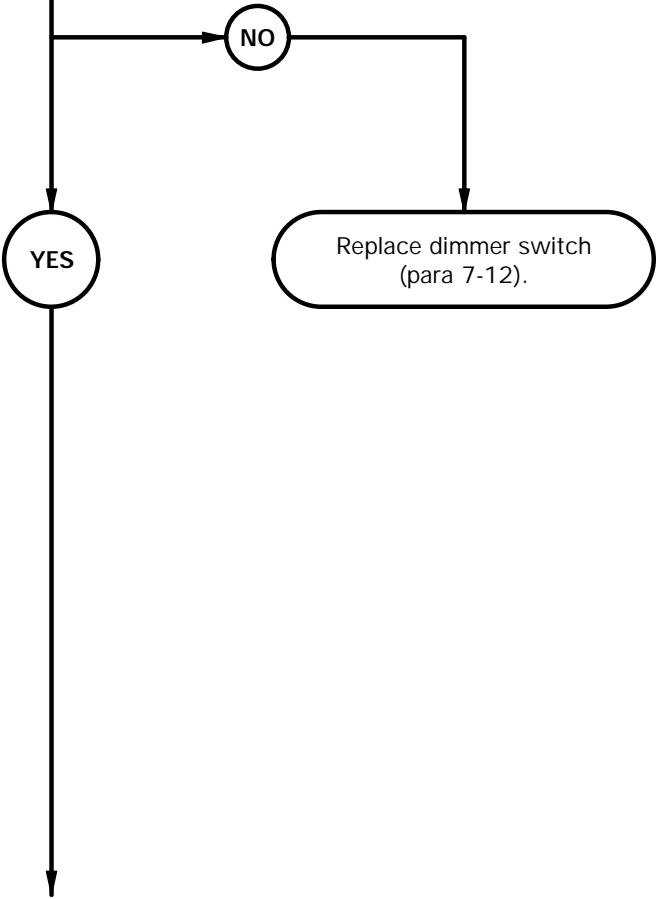 NO
YES
Replace dimmer switch
(para 7-12).